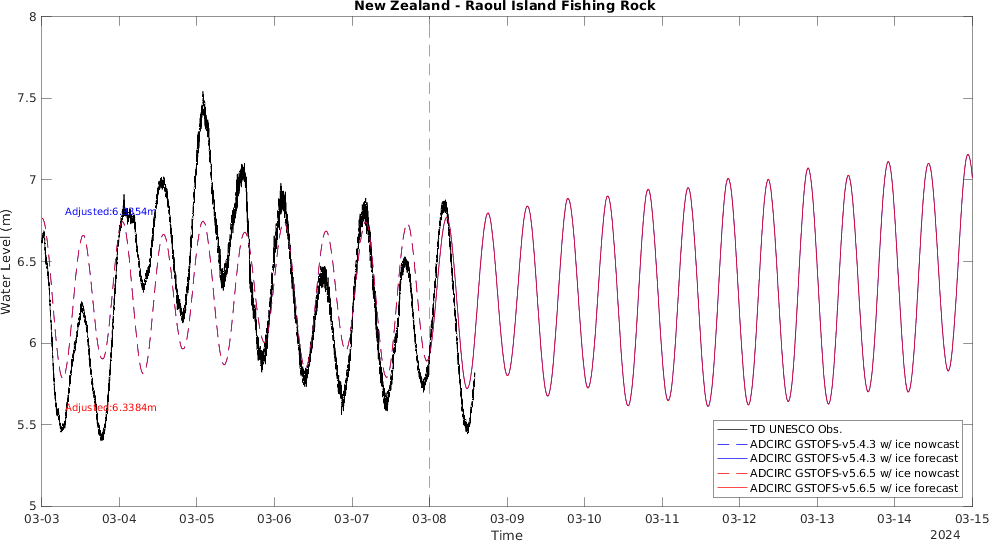 New Zealand - Raoul Island Fishing Rock
8
7.5
7
6.5
6
5.5
5
Water Level (m)
Adjusted:6.3354m
Adjusted:6.3384m
TD UNESCO Obs.
ADCIRC GSTOFS-v5.4.3 w/ ice nowcast
ADCIRC GSTOFS-v5.4.3 w/ ice forecast
ADCIRC GSTOFS-v5.6.5 w/ ice nowcast
ADCIRC GSTOFS-v5.6.5 w/ ice forecast
03-03 03-04 03-05 03-06 03-07 03-08 03-09 03-10 03-11 03-12 03-13 03-14 03-15
Time
2024